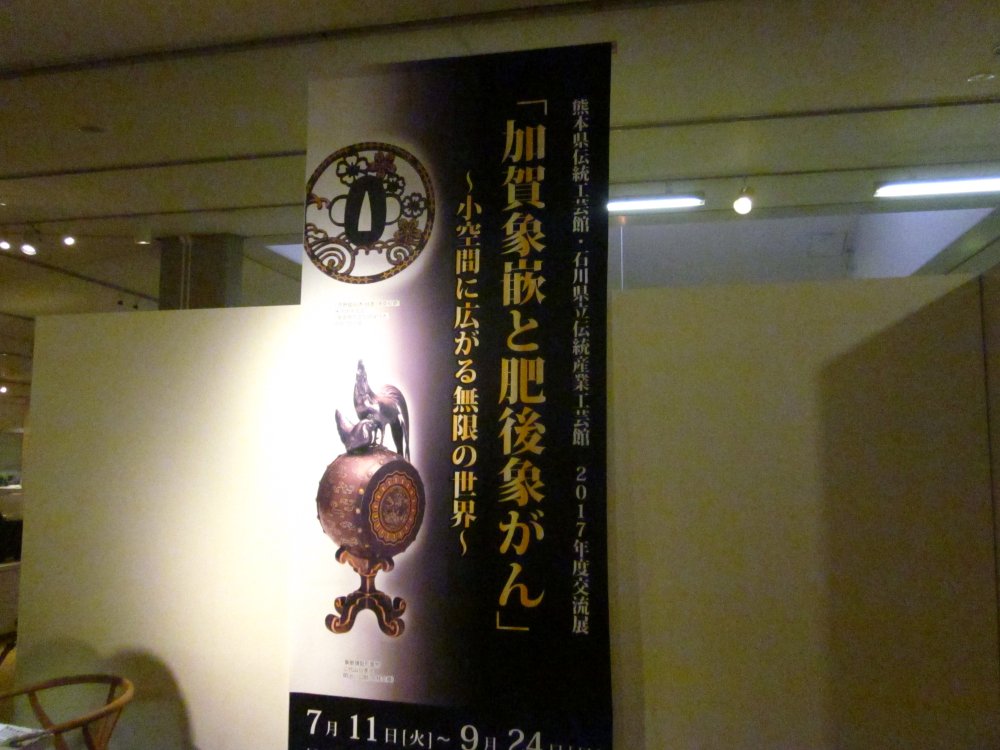 熊本県伝統工芸館・石川県立伝統産業工芸館　2017年度交流展
「加賀象嵌と肥後象がん」
～小空間に広がる無限の世界～
7月11日[火]～9月24日